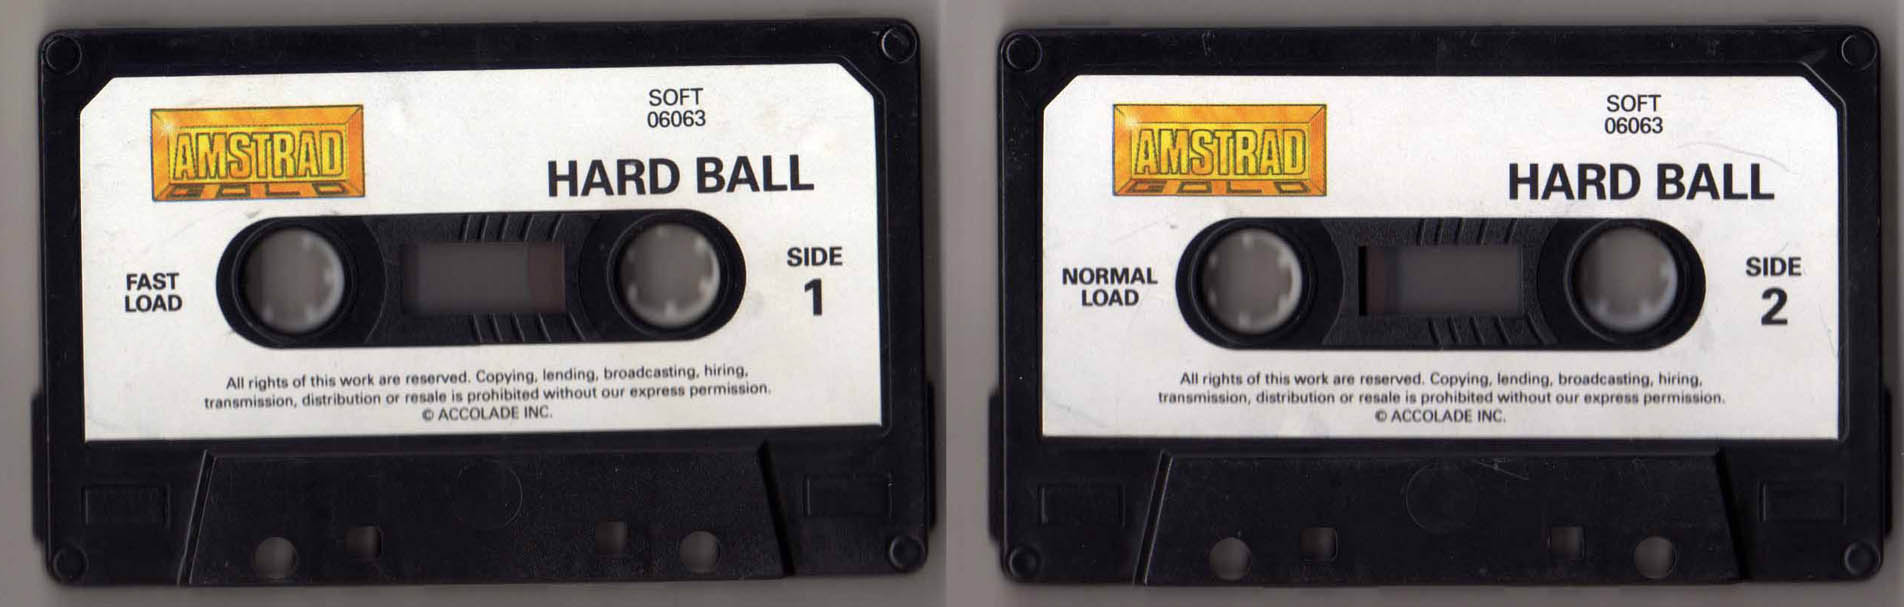 AMSTRAD
GOLD
SOFT
06063
HARD BALL
FAST
LOAD
SIDE
1
All rights of this work are reserved. Copying, lending, broadcasting, hiring,
transmission, distribution or resale is prohibited without our express permission.
© ACCOLADE INC.
AMSTRAD
GOLD
SOFT
06063
HARD BALL
NORMAL
LOAD
SIDE
2
All rights of this work are reserved. Copying, lending, broadcasting, hiring,
transmission, distribution or resale is prohibited without our express permission.
© ACCOLADE INC.